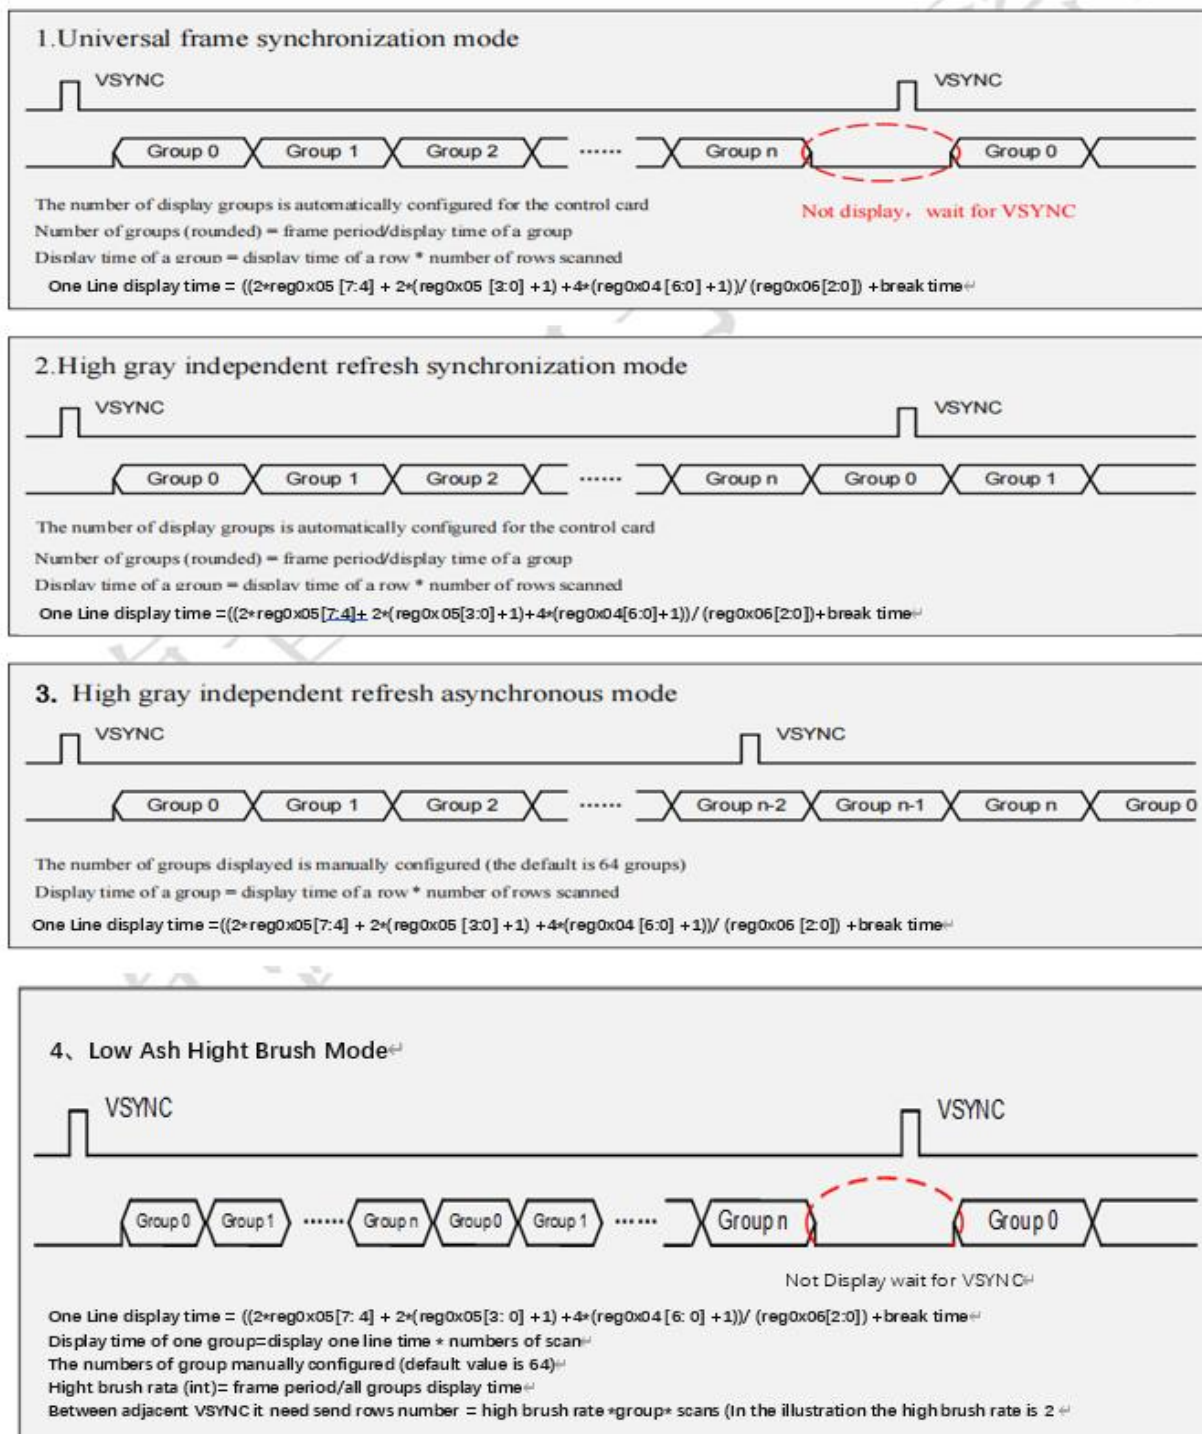 1.Universal frame synchronization mode
VSYNC VSYNC
Group 0 Group 1 Group 2 ...... Group n Group 0
The number of display groups is automatically configured for the control card
Not display, wait for VSYNC
Number of groups (rounded) = frame period/display time of a group
Display time of a group = display time of a row * number of rows scanned
One Line display time = ((2*reg0x05 [7:4] + 2*(reg0x05 [3:0] +1) +4*(reg0x04 [6:0] +1))/ (reg0x06[2:0]) +break time↵
2.High gray independent refresh synchronization mode
VSYNC VSYNC
Group 0 Group 1 Group 2 ...... Group n Group 0 Group 1
The number of display groups is automatically configured for the control card
Number of groups (rounded) = frame period/display time of a group
Display time of a group = display time of a row * number of rows scanned
One Line display time =((2*reg0x05[7:4]+ 2*(reg0x05[3:0]+1)+4*(reg0x04[6:0]+1))/ (reg0x06[2:0])+break time↵
3. High gray independent refresh asynchronous mode
VSYNC VSYNC
Group 0 Group 1 Group 2 ...... Group n-2 Group n-1 Group n Group 0
The number of groups displayed is manually configured (the default is 64 groups)
Display time of a group = display time of a row * number of rows scanned
One Line display time =((2*reg0x05[7:4] + 2*(reg0x05 [3:0] +1) +4*(reg0x04 [6:0] +1))/ (reg0x06 [2:0]) +break time↵
4、Low Ash Hight Brush Mode↵
VSYNC VSYNC
Group 0 Group 1 ...... Group n Group0 Group 1 ...... Group n Group 0
Not Display wait for VSYNC↵
One Line display time = ((2*reg0x05[7: 4] + 2*(reg0x05[3: 0] +1) +4*(reg0x04 [6: 0] +1))/ (reg0x06[2:0]) +break time↵
Display time of one group=display one line time * numbers of scan↵
The numbers of group manually configured (default value is 64)↵
Hight brush rata (int)= frame period/all groups display time↵
Between adjacent VSYNC it need send rows number = high brush rate *group* scans (In the illustration the high brush rate is 2 ↵